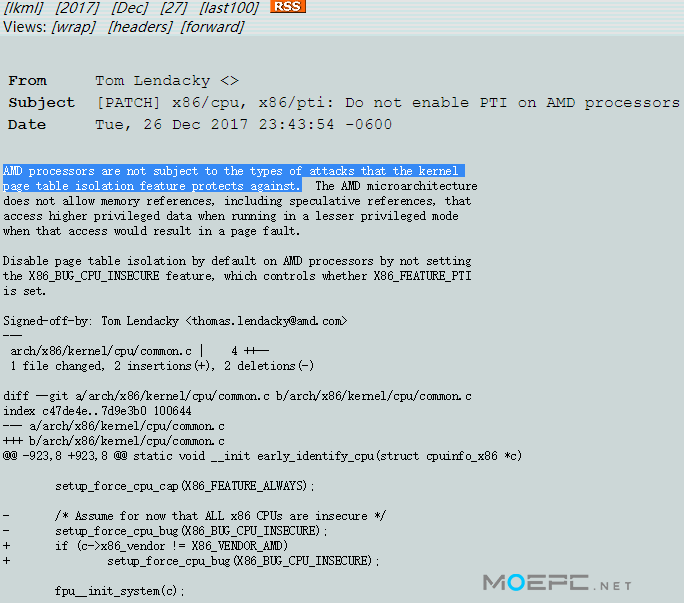 [lkml] [2017] [Dec] [27] [last100] RSS
Views: [wrap] [headers] [forward]
From Tom Lendacky <>
Subject [PATCH] x86/cpu, x86/pti: Do not enable PTI on AMD processors
Date Tue, 26 Dec 2017 23:43:54 -0600
AMD processors are not subject to the types of attacks that the kernel
page table isolation feature protects against. The AMD microarchitecture
does not allow memory references, including speculative references, that
access higher privileged data when running in a lesser privileged mode
when that access would result in a page fault.
Disable page table isolation by default on AMD processors by not setting
the X86_BUG_CPU_INSECURE feature, which controls whether X86_FEATURE_PTI
is set.
Signed-off-by: Tom Lendacky <thomas.lendacky@amd.com>
---
arch/x86/kernel/cpu/common.c | 4 ++--
1 file changed, 2 insertions(+), 2 deletions(-)
diff --git a/arch/x86/kernel/cpu/common.c b/arch/x86/kernel/cpu/common.c
index c47de4e..7d9e3b0 100644
--- a/arch/x86/kernel/cpu/common.c
+++ b/arch/x86/kernel/cpu/common.c
@@ -923,8 +923,8 @@ static void __init early_identify_cpu(struct cpuinfo_x86 *c)
setup_force_cpu_cap(X86_FEATURE_ALWAYS);
- /* Assume for now that ALL x86 CPUs are insecure */
- setup_force_cpu_bug(X86_BUG_CPU_INSECURE);
+ if (c->x86_vendor != X86_VENDOR_AMD)
+ setup_force_cpu_bug(X86_BUG_CPU_INSECURE);
fpu__init_system(c);
MOEPC.NET